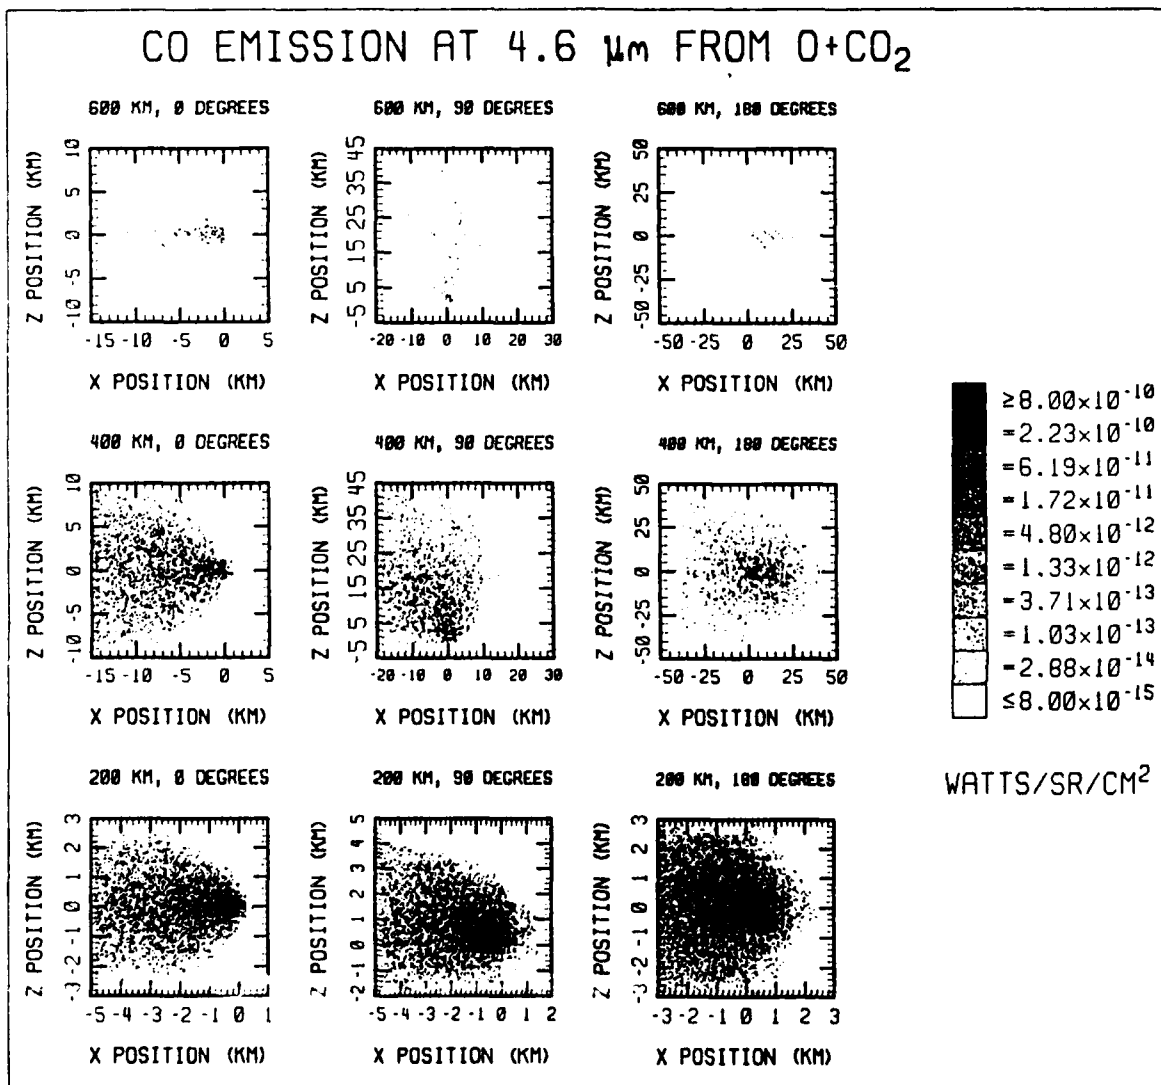 CO EMISSION AT 4.6 μm FROM O+CO₂
600 KM, 0 DEGREES
600 KM, 90 DEGREES
600 KM, 180 DEGREES
Z POSITION (KM)
10
5
0
-5
-10
-15 -10 -5 0 5
X POSITION (KM)
Z POSITION (KM)
45
35
25
15
5
-5
-20 -10 0 10 20 30
X POSITION (KM)
Z POSITION (KM)
50
25
0
-25
-50
-50 -25 0 25 50
X POSITION (KM)
400 KM, 0 DEGREES
400 KM, 90 DEGREES
400 KM, 180 DEGREES
Z POSITION (KM)
10
5
0
-5
-10
-15 -10 -5 0 5
X POSITION (KM)
Z POSITION (KM)
45
35
25
15
5
-5
-20 -10 0 10 20 30
X POSITION (KM)
Z POSITION (KM)
50
25
0
-25
-50
-50 -25 0 25 50
X POSITION (KM)
200 KM, 0 DEGREES
200 KM, 90 DEGREES
200 KM, 180 DEGREES
Z POSITION (KM)
3
2
1
0
-1
-2
-3
-5 -4 -3 -2 -1 0 1
X POSITION (KM)
Z POSITION (KM)
5
4
3
2
1
0
-1
-2
-5 -4 -3 -2 -1 0 1 2
X POSITION (KM)
Z POSITION (KM)
3
2
1
0
-1
-2
-3
-3 -2 -1 0 1 2 3
X POSITION (KM)
≥8.00×10⁻¹⁰
=2.23×10⁻¹⁰
=6.19×10⁻¹¹
=1.72×10⁻¹¹
=4.80×10⁻¹²
=1.33×10⁻¹²
=3.71×10⁻¹³
=1.03×10⁻¹³
=2.88×10⁻¹⁴
≤8.00×10⁻¹⁵
WATTS/SR/CM²